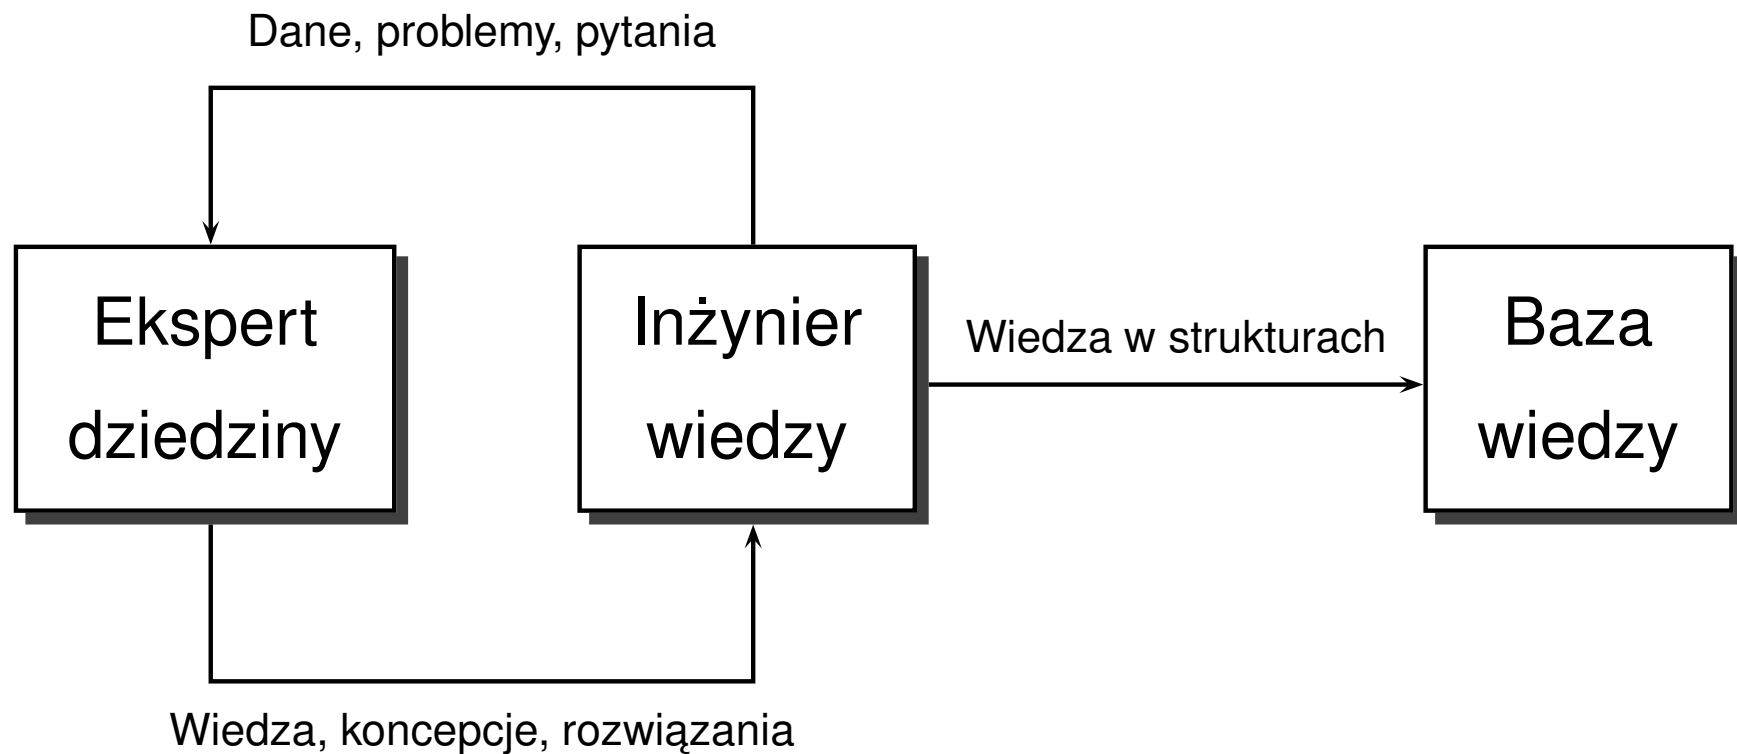 Dane, problemy, pytania
Ekspert
dziedziny
Inżynier
wiedzy
Wiedza w strukturach
Baza
wiedzy
Wiedza, koncepcje, rozwiązania